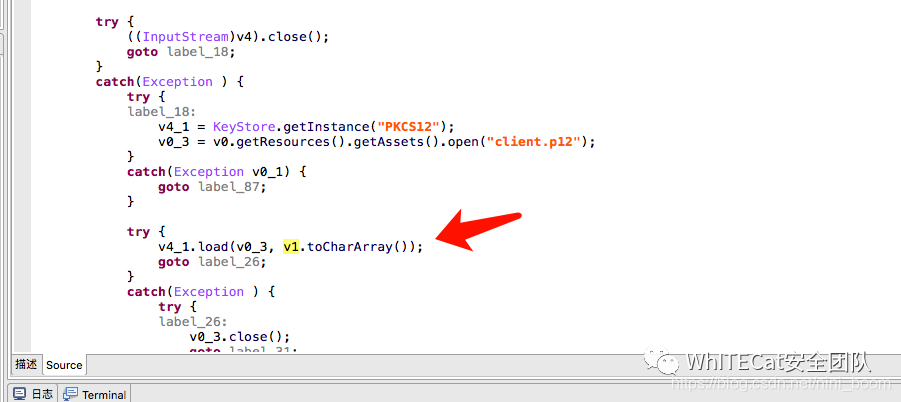 try {
((InputStream)v4).close();
goto label_18;
}
catch(Exception ) {
try {
label_18:
v4_1 = KeyStore.getInstance("PKCS12");
v0_3 = v0.getResources().getAssets().open("client.p12");
}
catch(Exception v0_1) {
goto label_87;
}
try {
v4_1.load(v0_3, v1.toCharArray());
goto label_26;
}
catch(Exception ) {
try {
label_26:
v0_3.close();
goto label_31;
描述 Source
WhITECat安全团队
日志 Terminal
https://blog.csdn.net/nini_boom